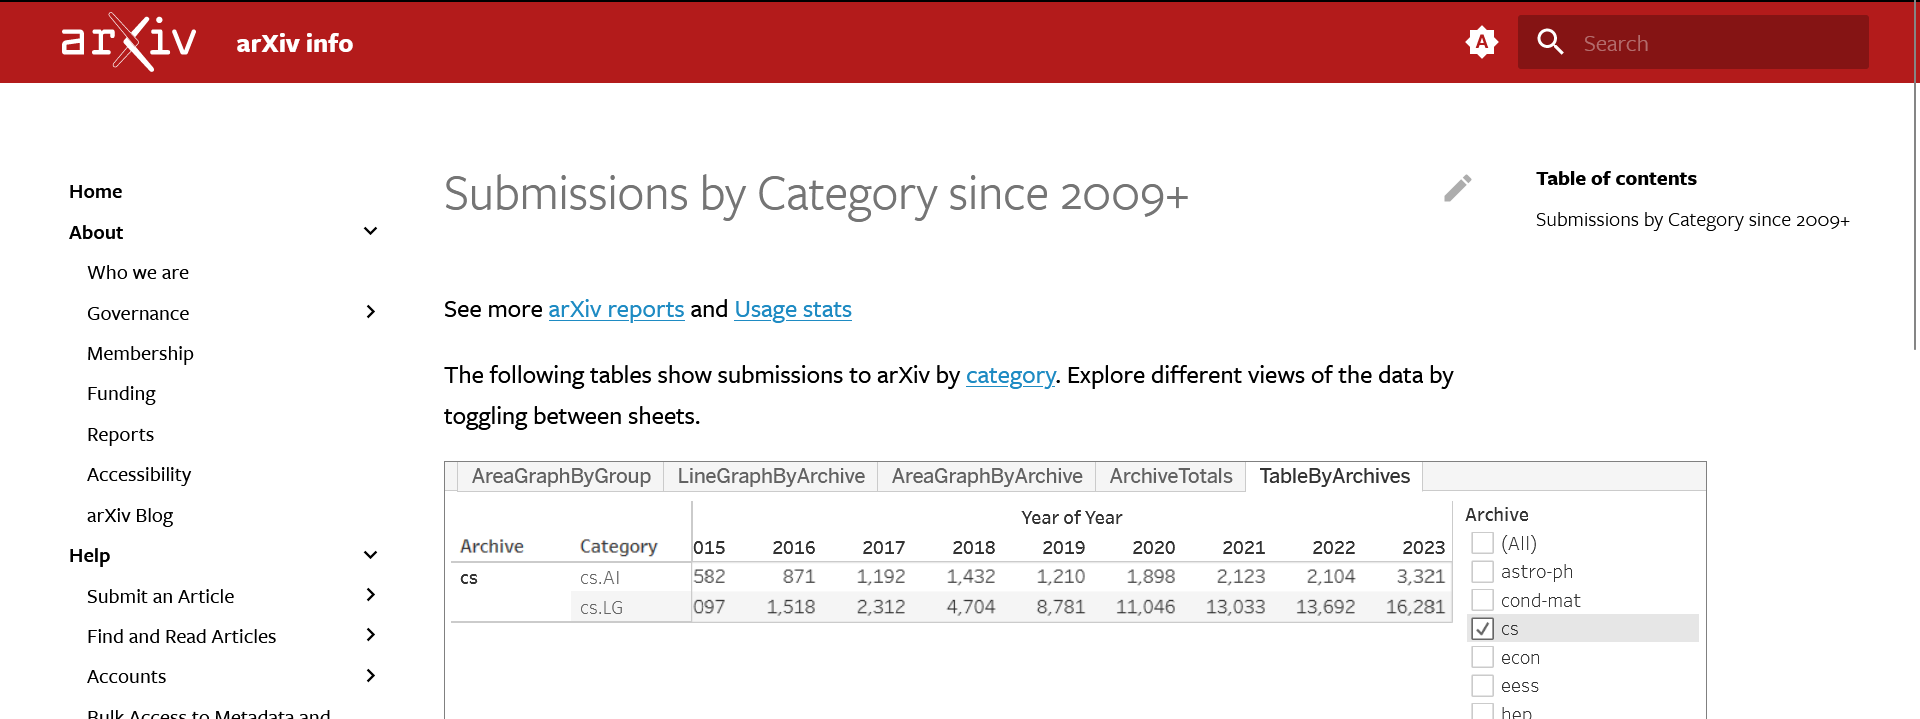 arXiv
arXiv info
A
Search
Home
About
Who we are
Governance
Membership
Funding
Reports
Accessibility
arXiv Blog
Help
Submit an Article
Find and Read Articles
Accounts
Bulk Access to Metadata and
Submissions by Category since 2009+
See more arXiv reports and Usage stats
The following tables show submissions to arXiv by category. Explore different views of the data by
toggling between sheets.
AreaGraphByGroup LineGraphByArchive AreaGraphByArchive ArchiveTotals TableByArchives
Year of Year
Archive Category 015 2016 2017 2018 2019 2020 2021 2022 2023
cs cs.AI 582 871 1,192 1,432 1,210 1,898 2,123 2,104 3,321
cs.LG 097 1,518 2,312 4,704 8,781 11,046 13,033 13,692 16,281
Archive
(All)
astro-ph
cond-mat
cs
econ
eess
hep
Table of contents
Submissions by Category since 2009+